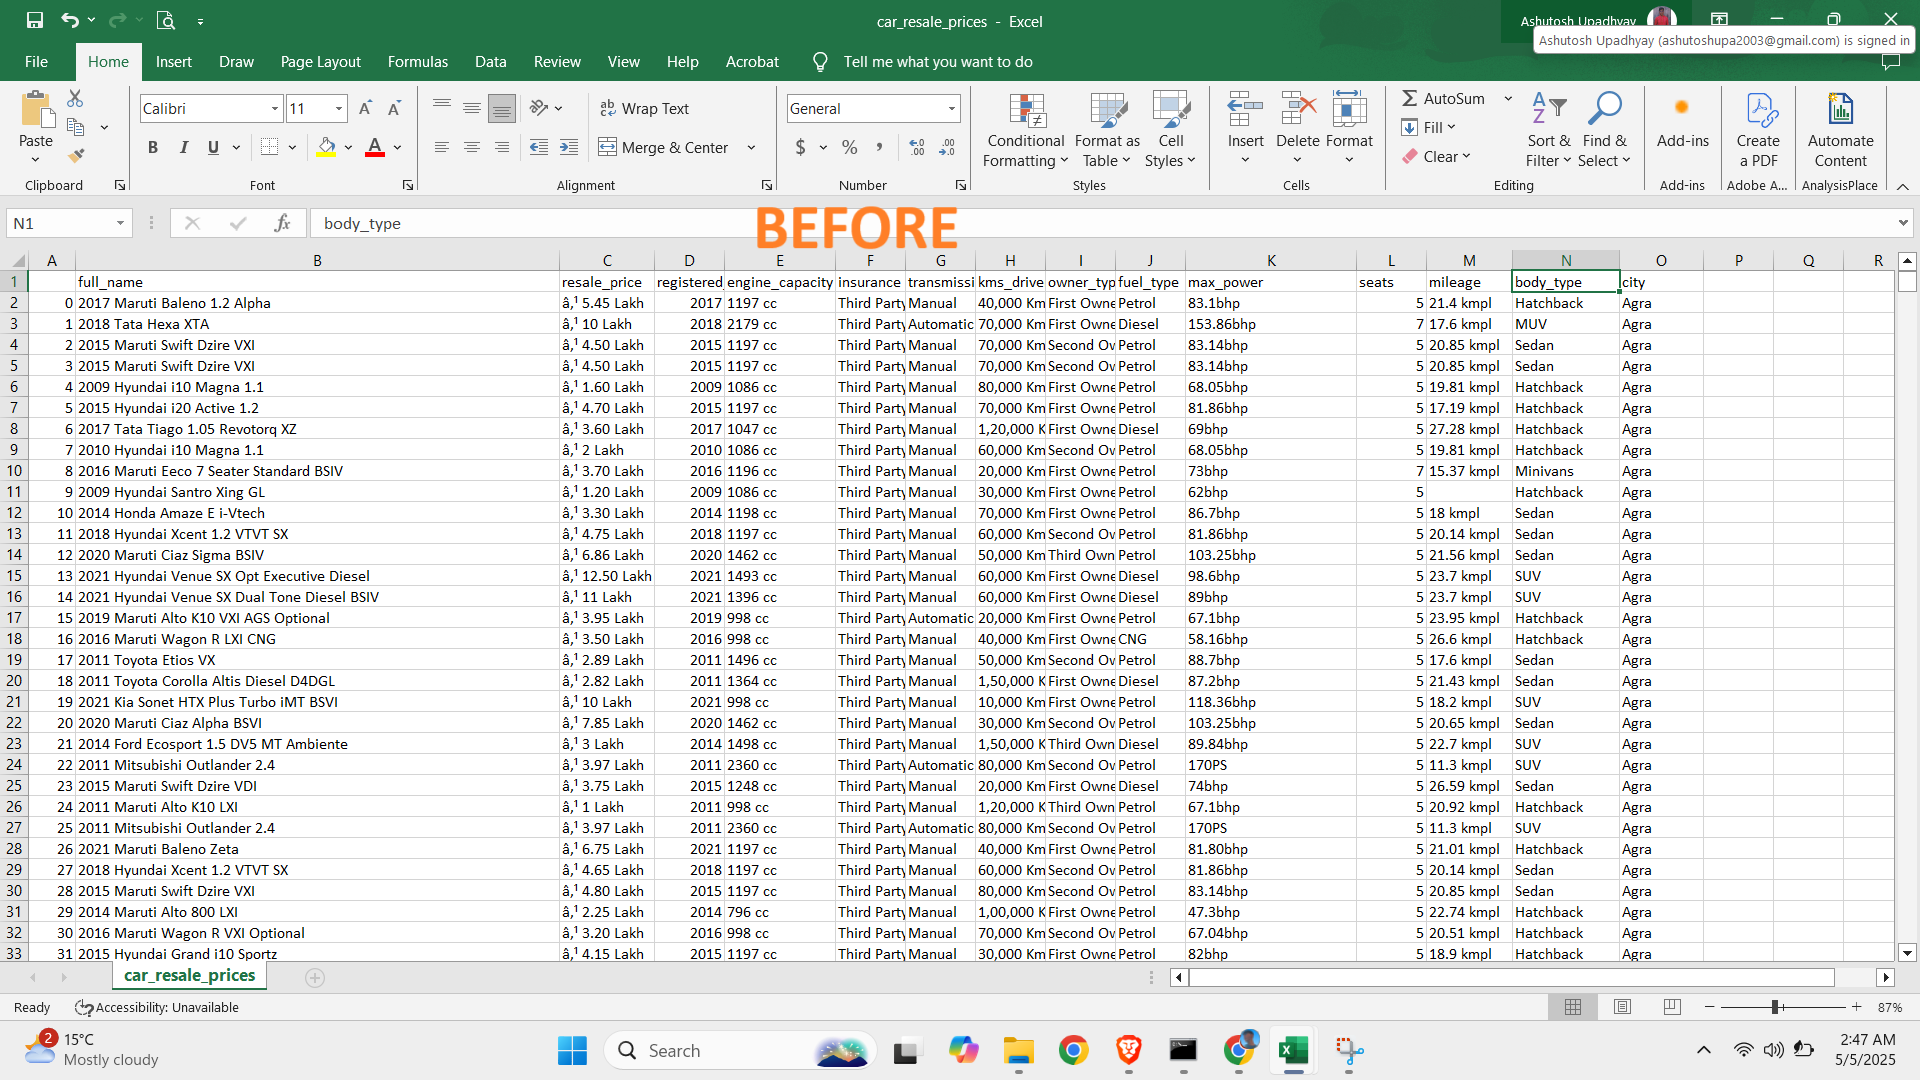 car_resale_prices - Excel
Ashutosh Upadhyay
Ashutosh Upadhyay (ashutoshupa2003@gmail.com) is signed in
File Home Insert Draw Page Layout Formulas Data Review View Help Acrobat Tell me what you want to do
Calibri 11 Wrap Text General AutoSum
Paste Conditional Formatting Format as Table Cell Styles Insert Delete Format Fill Sort & Filter Find & Select Add-ins Create a PDF Automate Content
B I U Merge & Center $ % Clear
Clipboard Font Alignment Number Styles Cells Editing Add-ins Adobe A... AnalysisPlace
N1 fx body_type
BEFORE
A B C D E F G H I J K L M N O P Q R
1 full_name resale_price registered_ engine_capacity insurance transmissi kms_drive owner_typ fuel_type max_power seats mileage body_type city
2 0 2017 Maruti Baleno 1.2 Alpha â‚¹ 5.45 Lakh 2017 1197 cc Third Party Manual 40,000 Km First Owne Petrol 83.1bhp 5 21.4 kmpl Hatchback Agra
3 1 2018 Tata Hexa XTA â‚¹ 10 Lakh 2018 2179 cc Third Party Automatic 70,000 Km First Owne Diesel 153.86bhp 7 17.6 kmpl MUV Agra
4 2 2015 Maruti Swift Dzire VXI â‚¹ 4.50 Lakh 2015 1197 cc Third Party Manual 70,000 Km Second Ow Petrol 83.14bhp 5 20.85 kmpl Sedan Agra
5 3 2015 Maruti Swift Dzire VXI â‚¹ 4.50 Lakh 2015 1197 cc Third Party Manual 70,000 Km Second Ow Petrol 83.14bhp 5 20.85 kmpl Sedan Agra
6 4 2009 Hyundai i10 Magna 1.1 â‚¹ 1.60 Lakh 2009 1086 cc Third Party Manual 80,000 Km First Owne Petrol 68.05bhp 5 19.81 kmpl Hatchback Agra
7 5 2015 Hyundai i20 Active 1.2 â‚¹ 4.70 Lakh 2015 1197 cc Third Party Manual 70,000 Km First Owne Petrol 81.86bhp 5 17.19 kmpl Hatchback Agra
8 6 2017 Tata Tiago 1.05 Revotorq XZ â‚¹ 3.60 Lakh 2017 1047 cc Third Party Manual 1,20,000 K First Owne Diesel 69bhp 5 27.28 kmpl Hatchback Agra
9 7 2010 Hyundai i10 Magna 1.1 â‚¹ 2 Lakh 2010 1086 cc Third Party Manual 60,000 Km Second Ow Petrol 68.05bhp 5 19.81 kmpl Hatchback Agra
10 8 2016 Maruti Eeco 7 Seater Standard BSIV â‚¹ 3.70 Lakh 2016 1196 cc Third Party Manual 20,000 Km First Owne Petrol 73bhp 7 15.37 kmpl Minivans Agra
11 9 2009 Hyundai Santro Xing GL â‚¹ 1.20 Lakh 2009 1086 cc Third Party Manual 30,000 Km First Owne Petrol 62bhp 5 Hatchback Agra
12 10 2014 Honda Amaze E i-Vtech â‚¹ 3.30 Lakh 2014 1198 cc Third Party Manual 70,000 Km First Owne Petrol 86.7bhp 5 18 kmpl Sedan Agra
13 11 2018 Hyundai Xcent 1.2 VTVT SX â‚¹ 4.75 Lakh 2018 1197 cc Third Party Manual 60,000 Km Second Ow Petrol 81.86bhp 5 20.14 kmpl Sedan Agra
14 12 2020 Maruti Ciaz Sigma BSIV â‚¹ 6.86 Lakh 2020 1462 cc Third Party Manual 50,000 Km Third Own Petrol 103.25bhp 5 21.56 kmpl Sedan Agra
15 13 2021 Hyundai Venue SX Opt Executive Diesel â‚¹ 12.50 Lakh 2021 1493 cc Third Party Manual 60,000 Km First Owne Diesel 98.6bhp 5 23.7 kmpl SUV Agra
16 14 2021 Hyundai Venue SX Dual Tone Diesel BSIV â‚¹ 11 Lakh 2021 1396 cc Third Party Manual 60,000 Km First Owne Diesel 89bhp 5 23.7 kmpl SUV Agra
17 15 2019 Maruti Alto K10 VXI AGS Optional â‚¹ 3.95 Lakh 2019 998 cc Third Party Automatic 20,000 Km First Owne Petrol 67.1bhp 5 23.95 kmpl Hatchback Agra
18 16 2016 Maruti Wagon R LXI CNG â‚¹ 3.50 Lakh 2016 998 cc Third Party Manual 40,000 Km First Owne CNG 58.16bhp 5 26.6 kmpl Hatchback Agra
19 17 2011 Toyota Etios VX â‚¹ 2.89 Lakh 2011 1496 cc Third Party Manual 50,000 Km Second Ow Petrol 88.7bhp 5 17.6 kmpl Sedan Agra
20 18 2011 Toyota Corolla Altis Diesel D4DGL â‚¹ 2.82 Lakh 2011 1364 cc Third Party Manual 1,50,000 K First Owne Diesel 87.2bhp 5 21.43 kmpl Sedan Agra
21 19 2021 Kia Sonet HTX Plus Turbo iMT BSVI â‚¹ 10 Lakh 2021 998 cc Third Party Manual 10,000 Km First Owne Petrol 118.36bhp 5 18.2 kmpl SUV Agra
22 20 2020 Maruti Ciaz Alpha BSVI â‚¹ 7.85 Lakh 2020 1462 cc Third Party Manual 30,000 Km Second Ow Petrol 103.25bhp 5 20.65 kmpl Sedan Agra
23 21 2014 Ford Ecosport 1.5 DV5 MT Ambiente â‚¹ 3 Lakh 2014 1498 cc Third Party Manual 1,50,000 K Third Own Diesel 89.84bhp 5 22.7 kmpl SUV Agra
24 22 2011 Mitsubishi Outlander 2.4 â‚¹ 3.97 Lakh 2011 2360 cc Third Party Automatic 80,000 Km Second Ow Petrol 170PS 5 11.3 kmpl SUV Agra
25 23 2015 Maruti Swift Dzire VDI â‚¹ 3.75 Lakh 2015 1248 cc Third Party Manual 20,000 Km First Owne Diesel 74bhp 5 26.59 kmpl Sedan Agra
26 24 2011 Maruti Alto K10 LXI â‚¹ 1 Lakh 2011 998 cc Third Party Manual 1,20,000 K Third Own Petrol 67.1bhp 5 20.92 kmpl Hatchback Agra
27 25 2011 Mitsubishi Outlander 2.4 â‚¹ 3.97 Lakh 2011 2360 cc Third Party Automatic 80,000 Km Second Ow Petrol 170PS 5 11.3 kmpl SUV Agra
28 26 2021 Maruti Baleno Zeta â‚¹ 6.75 Lakh 2021 1197 cc Third Party Manual 40,000 Km First Owne Petrol 81.80bhp 5 21.01 kmpl Hatchback Agra
29 27 2018 Hyundai Xcent 1.2 VTVT SX â‚¹ 4.65 Lakh 2018 1197 cc Third Party Manual 60,000 Km Second Ow Petrol 81.86bhp 5 20.14 kmpl Sedan Agra
30 28 2015 Maruti Swift Dzire VXI â‚¹ 4.80 Lakh 2015 1197 cc Third Party Manual 80,000 Km Second Ow Petrol 83.14bhp 5 20.85 kmpl Sedan Agra
31 29 2014 Maruti Alto 800 LXI â‚¹ 2.25 Lakh 2014 796 cc Third Party Manual 1,00,000 K First Owne Petrol 47.3bhp 5 22.74 kmpl Hatchback Agra
32 30 2016 Maruti Wagon R VXI Optional â‚¹ 3.20 Lakh 2016 998 cc Third Party Manual 70,000 Km Second Ow Petrol 67.04bhp 5 20.51 kmpl Hatchback Agra
33 31 2015 Hyundai Grand i10 Sportz â‚¹ 4.15 Lakh 2015 1197 cc Third Party Manual 30,000 Km First Owne Petrol 82bhp 5 18.9 kmpl Hatchback Agra
car_resale_prices
Ready Accessibility: Unavailable 87%
2 15°C Search 2:47 AM
Mostly cloudy 5/5/2025